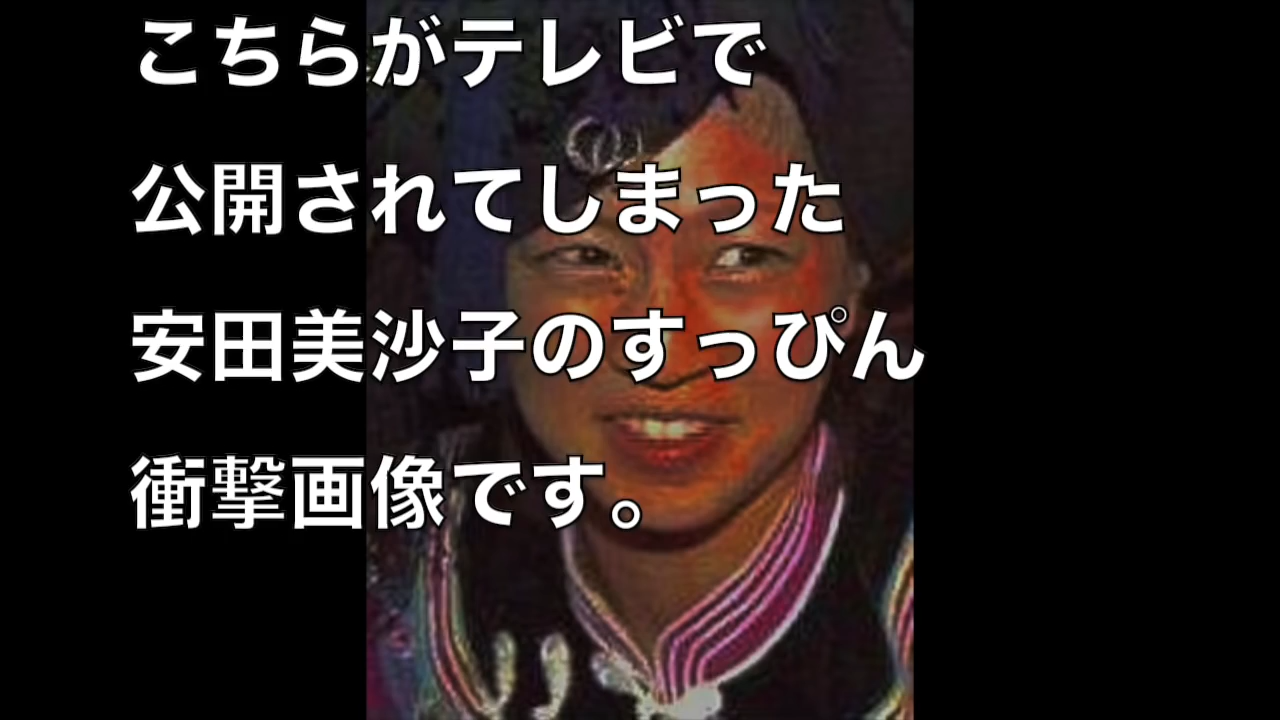 こちらがテレビで
公開されてしまった
安田美沙子のすっぴん
衝撃画像です。